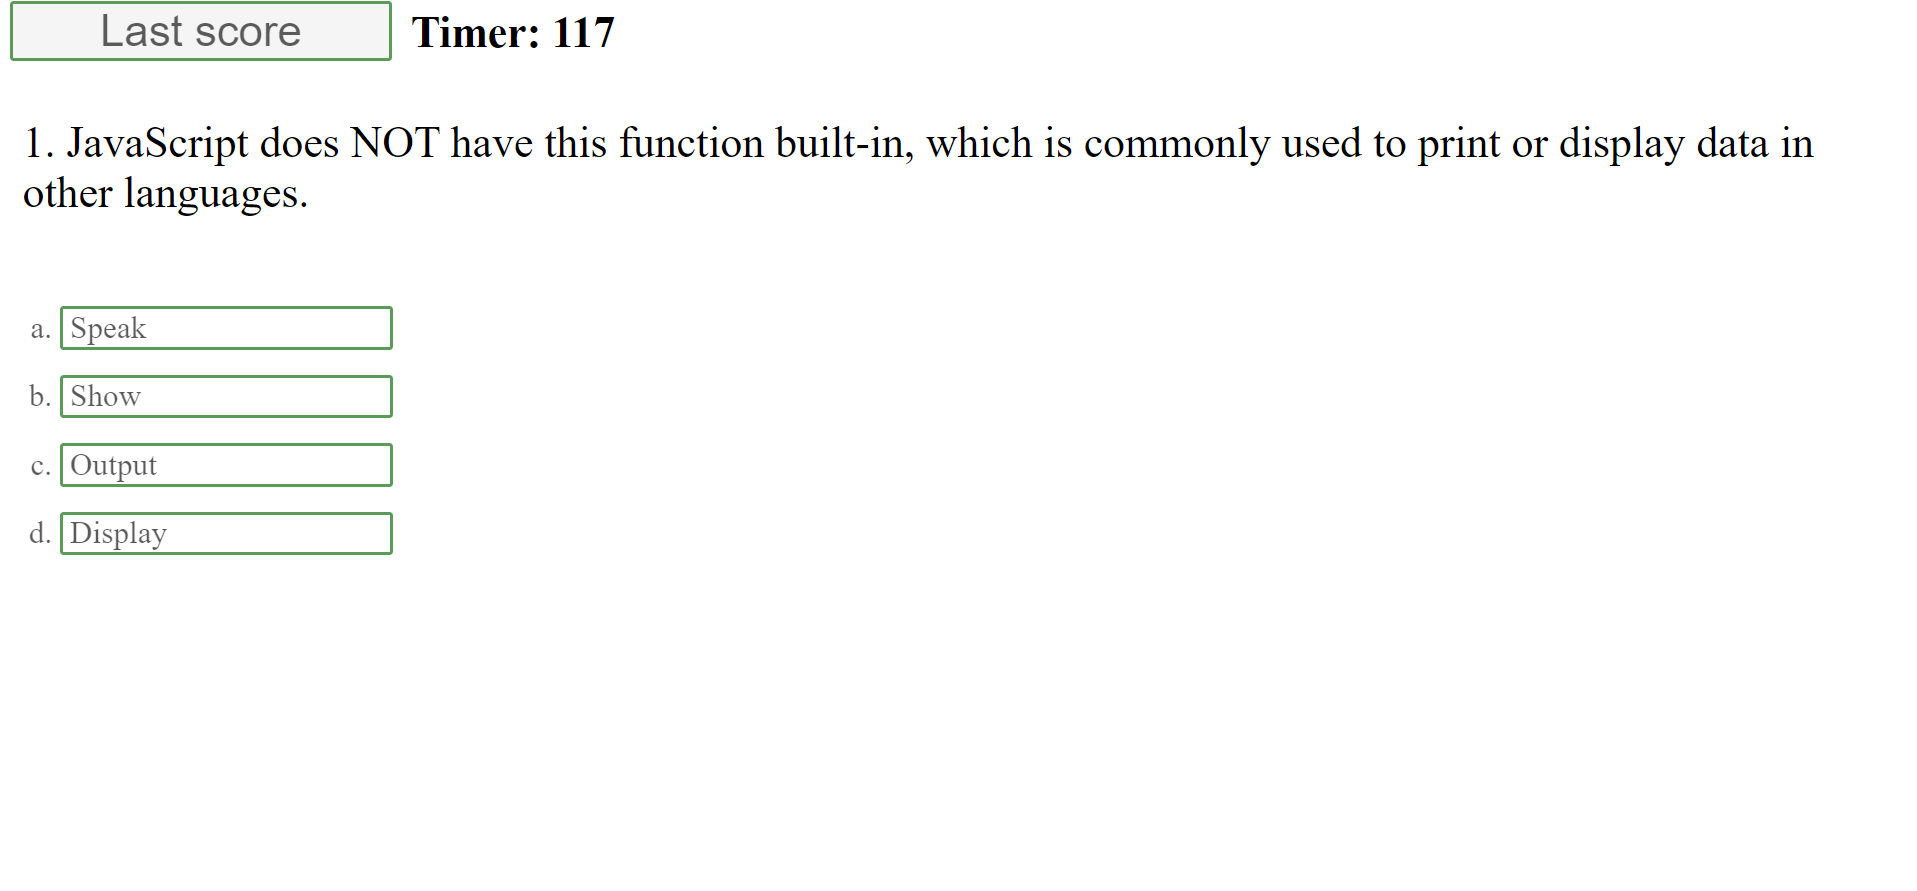 Last score Timer: 117
1. JavaScript does NOT have this function built-in, which is commonly used to print or display data in
other languages.
a. Speak
b. Show
c. Output
d. Display